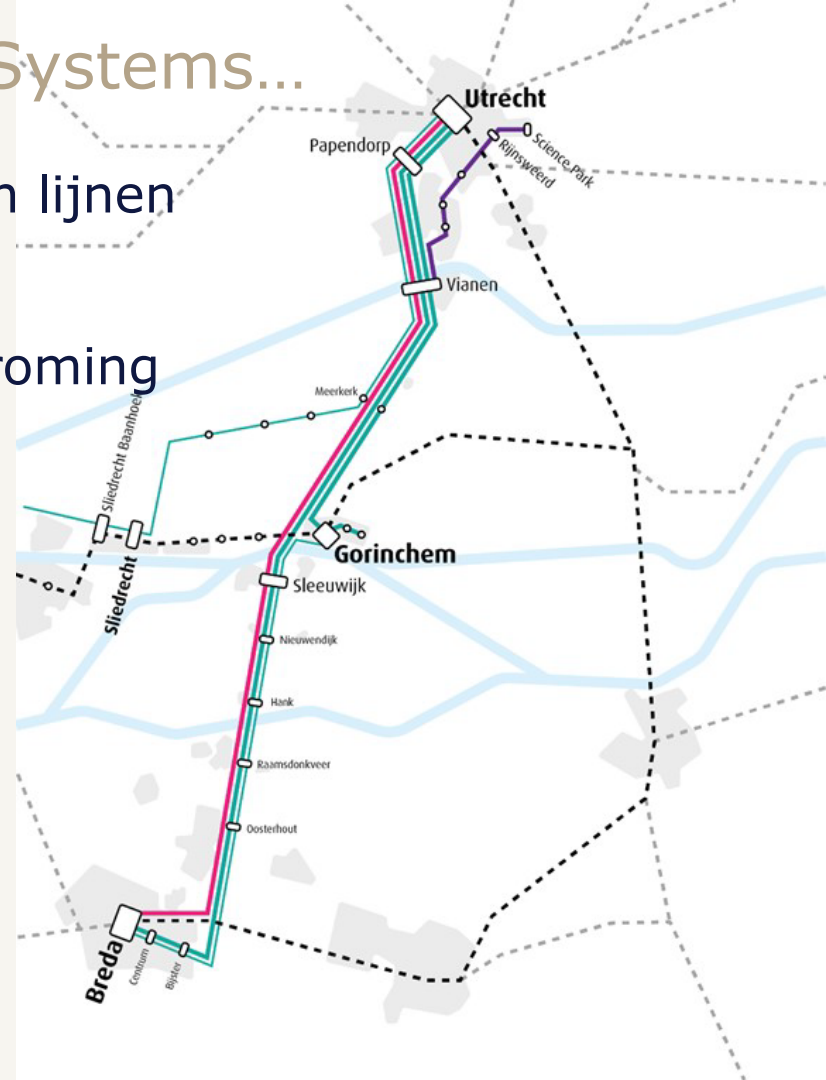 Systems...
Utrecht
Papendorp
Rijnsweerd
Science Park
n lijnen
Vianen
roming
Meerkerk
Sliedrecht Baanhoek
Gorinchem
Sliedrecht
Sleeuwijk
Nieuwendijk
Hank
Raamsdonkveer
Oosterhout
Breda
Centrum
Bijster